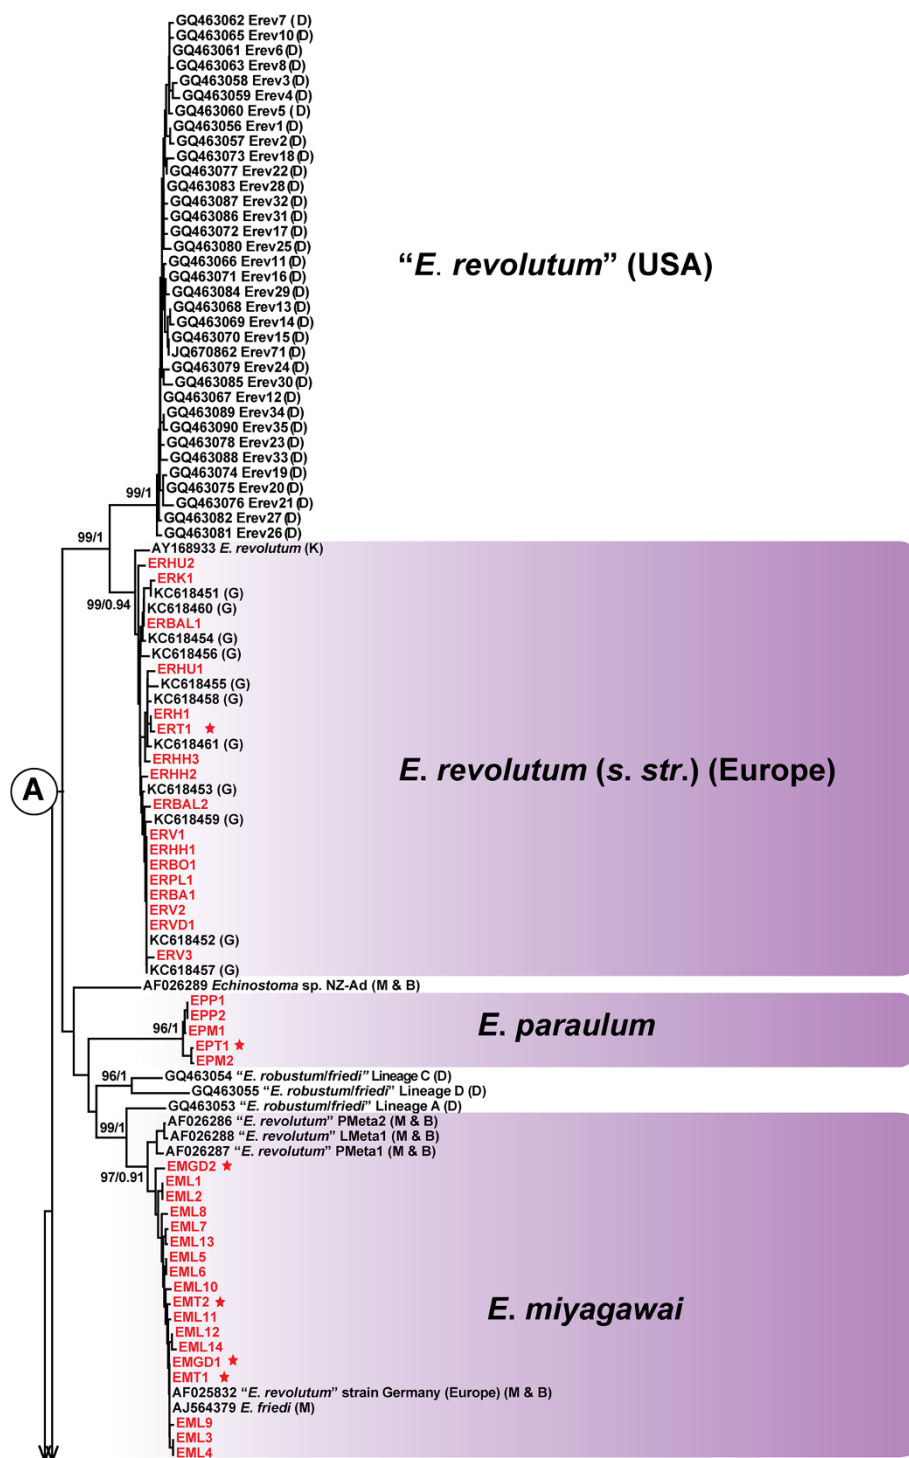 GQ463062 Erev7 (D)
GQ463065 Erev10 (D)
GQ463061 Erev6 (D)
GQ463063 Erev8 (D)
GQ463058 Erev3 (D)
GQ463059 Erev4 (D)
GQ463060 Erev5 (D)
GQ463056 Erev1 (D)
GQ463057 Erev2 (D)
GQ463073 Erev18 (D)
GQ463077 Erev22 (D)
GQ463083 Erev28 (D)
GQ463087 Erev32 (D)
GQ463086 Erev31 (D)
GQ463072 Erev17 (D)
GQ463080 Erev25 (D)
GQ463066 Erev11 (D)
“E. revolutum” (USA)
GQ463071 Erev16 (D)
GQ463084 Erev29 (D)
GQ463068 Erev13 (D)
GQ463069 Erev14 (D)
GQ463070 Erev15 (D)
JQ670862 Erev71 (D)
GQ463079 Erev24 (D)
GQ463085 Erev30 (D)
GQ463067 Erev12 (D)
GQ463089 Erev34 (D)
GQ463090 Erev35 (D)
GQ463078 Erev23 (D)
GQ463088 Erev33 (D)
GQ463074 Erev19 (D)
GQ463075 Erev20 (D)
99/1
GQ463076 Erev21 (D)
GQ463082 Erev27 (D)
GQ463081 Erev26 (D)
99/1
AY168933 E. revolutum (K)
ERHU2
ERK1
KC618451 (G)
99/0.94
KC618460 (G)
ERBAL1
KC618454 (G)
KC618456 (G)
ERHU1
KC618455 (G)
KC618458 (G)
ERH1
ERT1
KC618461 (G)
ERHH3
E. revolutum (s. str.) (Europe)
ERHH2
A
KC618453 (G)
ERBAL2
KC618459 (G)
ERV1
ERHH1
ERBO1
ERPL1
ERBA1
ERV2
ERVD1
KC618452 (G)
ERV3
KC618457 (G)
AF026289 Echinostoma sp. NZ-Ad (M & B)
EPP1
EPP2
E. paraulum
96/1
EPM1
EPT1
EPM2
96/1
GQ463054 “E. robustum/friedi” Lineage C (D)
GQ463055 “E. robustum/friedi” Lineage D (D)
GQ463053 “E. robustum/friedi” Lineage A (D)
AF026286 “E. revolutum” PMeta2 (M & B)
99/1
AF026288 “E. revolutum” LMeta1 (M & B)
AF026287 “E. revolutum” PMeta1 (M & B)
EMGD2
97/0.91
EML1
EML2
EML8
EML7
EML13
EML5
EML6
EML10
EMT2
E. miyagawai
EML11
EML12
EML14
EMGD1
EMT1
AF025832 “E. revolutum” strain Germany (Europe) (M & B)
AJ564379 E. friedi (M)
EML9
EML3
EML4